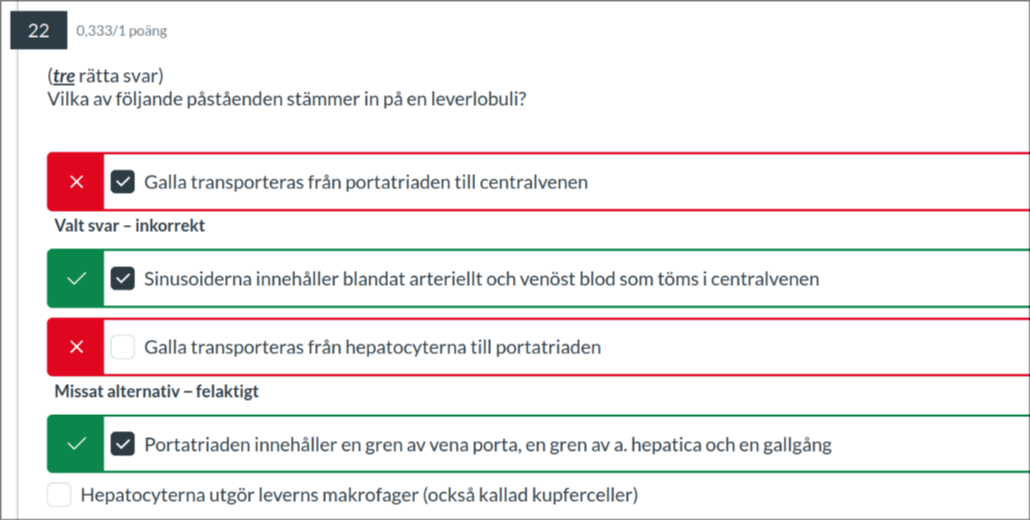 22 0,333/1 poäng
(tre rätta svar)
Vilka av följande påståenden stämmer in på en leverlobuli?
Galla transporteras från portatriaden till centralvenen
Valt svar – inkorrekt
Sinusoiderna innehåller blandat arteriellt och venöst blod som töms i centralvenen
Galla transporteras från hepatocyterna till portatriaden
Missat alternativ – felaktigt
Portatriaden innehåller en gren av vena porta, en gren av a. hepatica och en gallgång
Hepatocyterna utgör leverns makrofager (också kallad kupferceller)